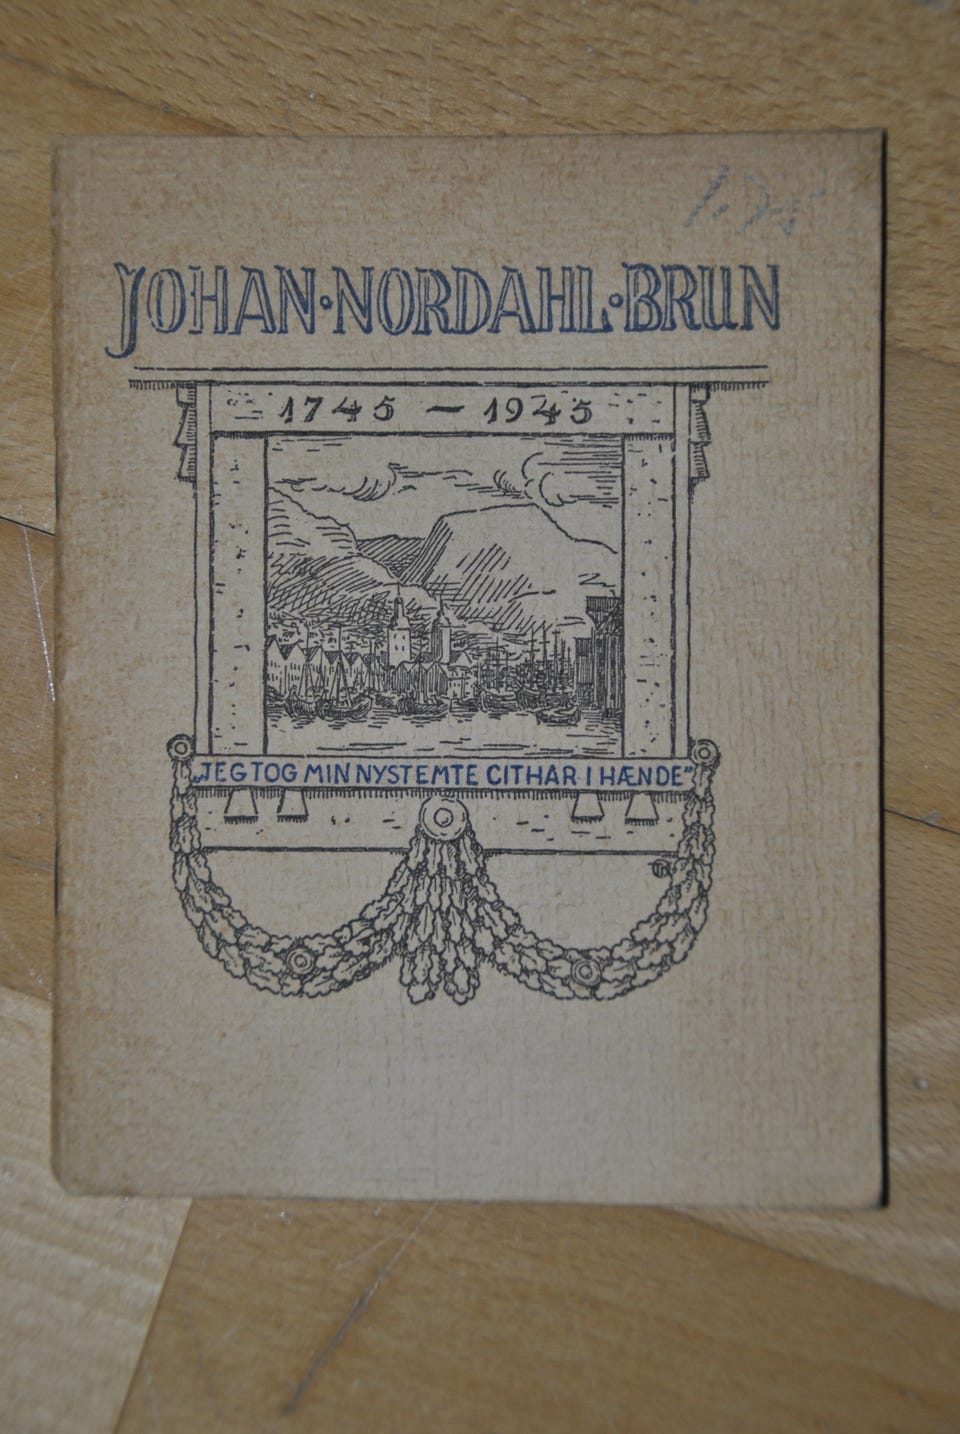 JOHAN·NORDAHL·BRUN
1745 — 1945
„JEG TOG MIN NYSTEMTE CITHAR I HÆNDE"